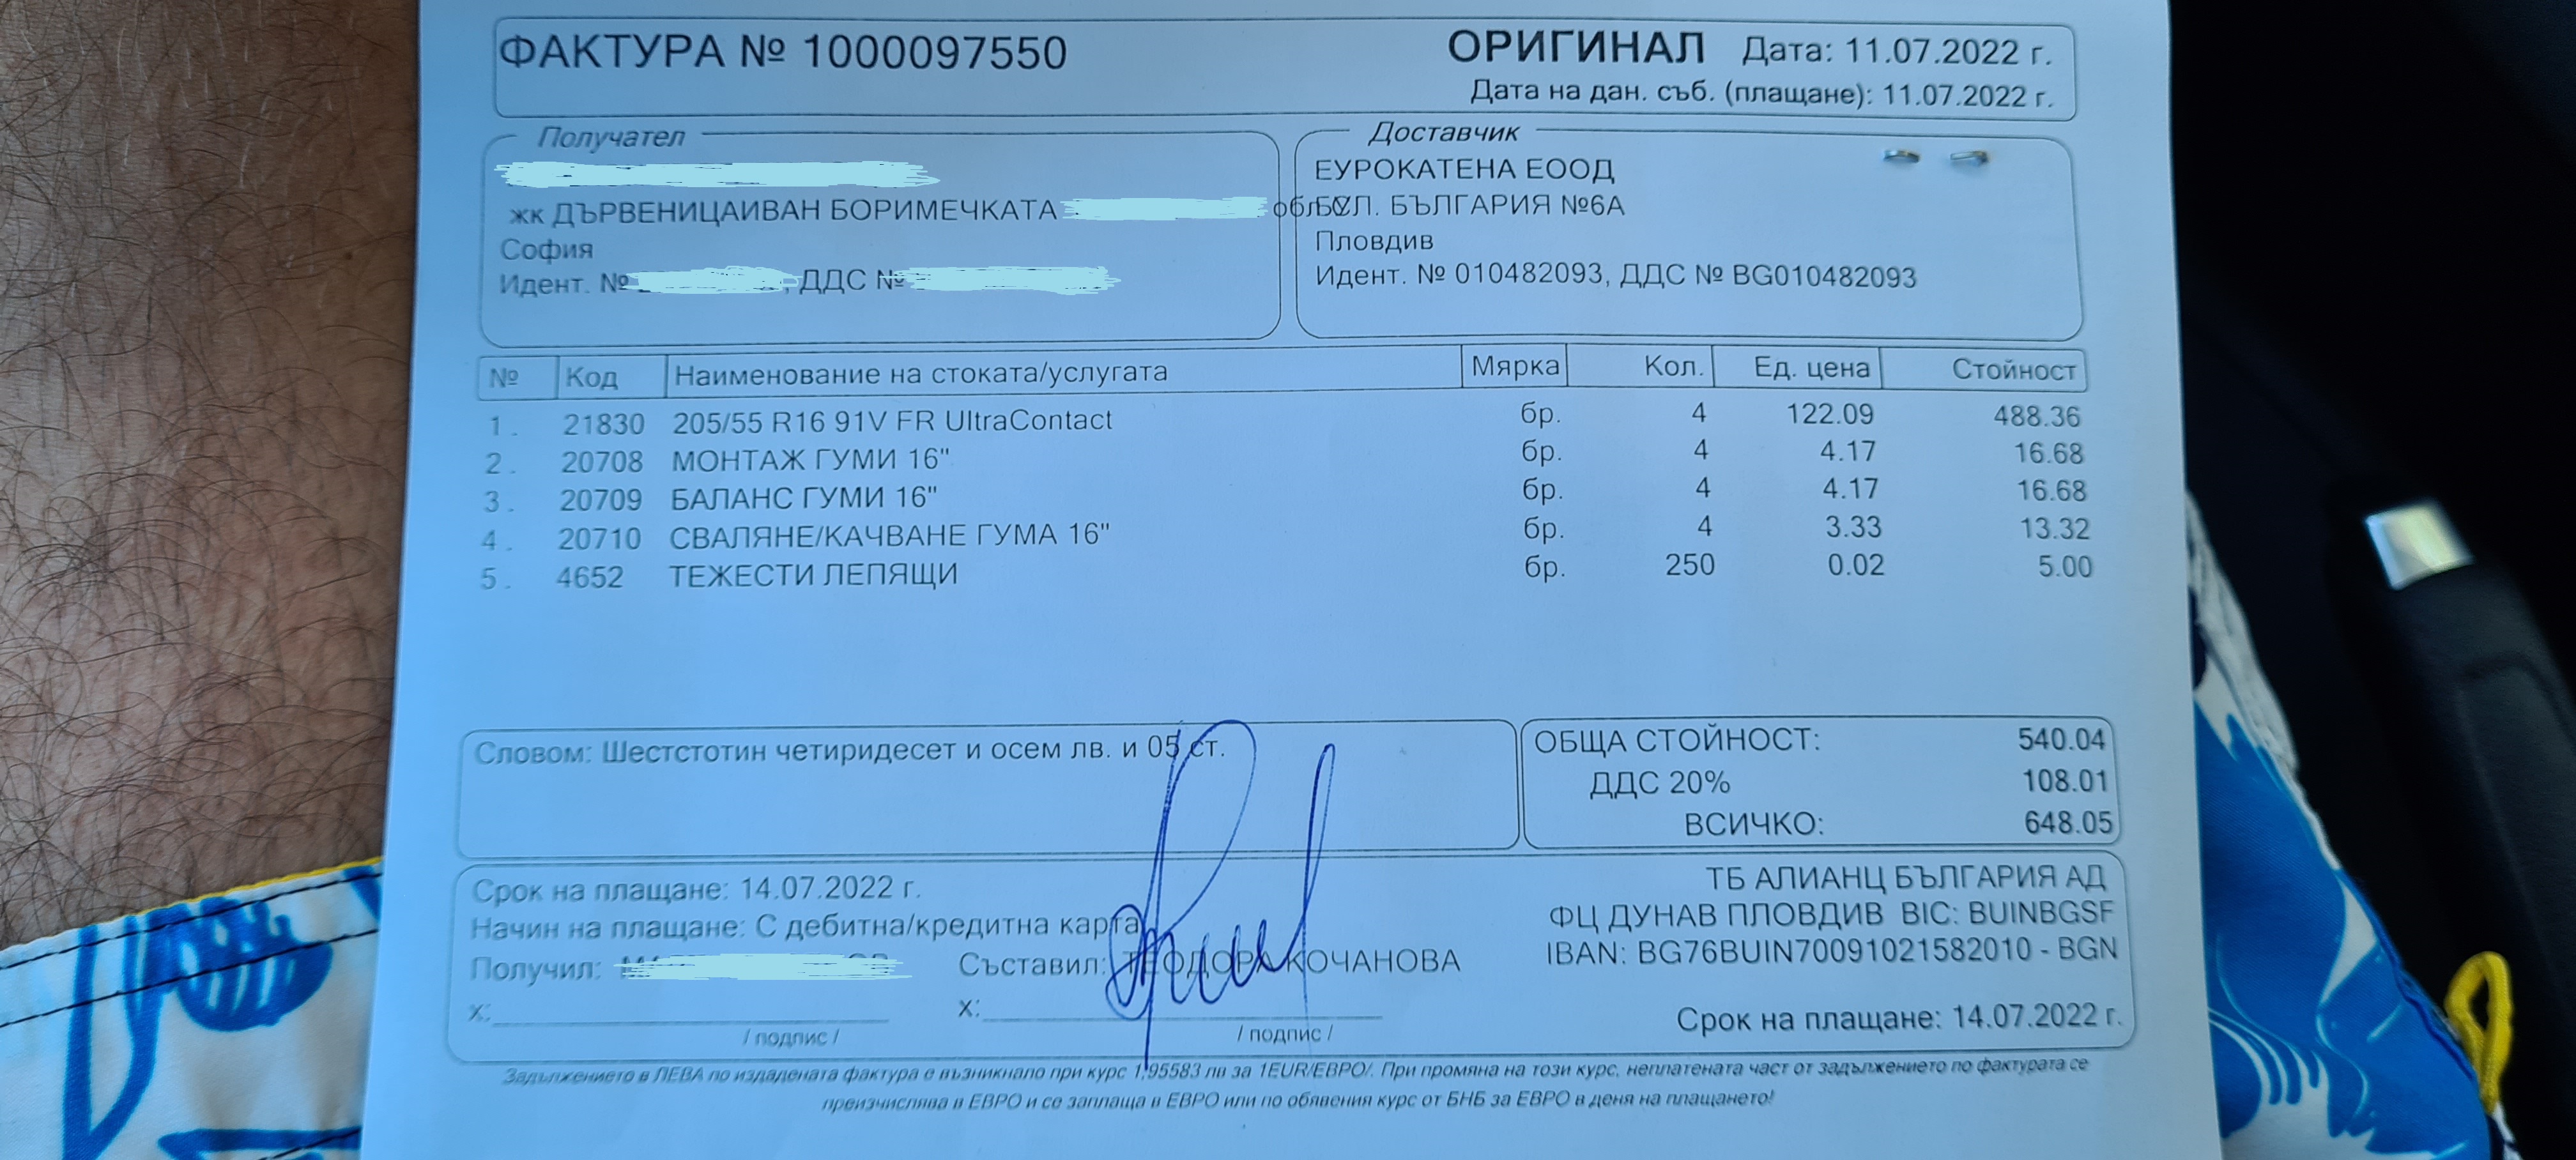 ФАКТУРА № 1000097550
ОРИГИНАЛ Дата: 11.07.2022 г.
Дата на дан. съб. (плащане): 11.07.2022 г.
Получател
жк ДЪРВЕНИЦАИВАН БОРИМЕЧКАТА
София
Идент. № , ДДС №
Доставчик
ЕУРОКАТЕНА ЕООД
БУЛ. БЪЛГАРИЯ №6А
Пловдив
Идент. № 010482093, ДДС № BG010482093
№ Код Наименование на стоката/услугата Мярка Кол. Ед. цена Стойност
1. 21830 205/55 R16 91V FR UltraContact бр. 4 122.09 488.36
2. 20708 МОНТАЖ ГУМИ 16" бр. 4 4.17 16.68
3. 20709 БАЛАНС ГУМИ 16" бр. 4 4.17 16.68
4. 20710 СВАЛЯНЕ/КАЧВАНЕ ГУМА 16" бр. 4 3.33 13.32
5. 4652 ТЕЖЕСТИ ЛЕПЯЩИ бр. 250 0.02 5.00
Словом: Шестстотин четиридесет и осем лв. и 05 ст.
ОБЩА СТОЙНОСТ: 540.04
ДДС 20% 108.01
ВСИЧКО: 648.05
Срок на плащане: 14.07.2022 г.
Начин на плащане: С дебитна/кредитна карта
Получил:
Съставил: ТЕОДОРА КОЧАНОВА
х: х:
/ подпис / / подпис /
ТБ АЛИАНЦ БЪЛГАРИЯ АД
ФЦ ДУНАВ ПЛОВДИВ BIC: BUINBGSF
IBAN: BG76BUIN70091021582010 - BGN
Срок на плащане: 14.07.2022 г.
Задължението в ЛЕВА по издадената фактура е възникнало при курс 1,95583 лв за 1EUR/ЕВРО/. При промяна на този курс, неплатената част от задължението по фактурата се
преизчислява в ЕВРО и се заплаща в ЕВРО или по обявения курс от БНБ за ЕВРО в деня на плащането!